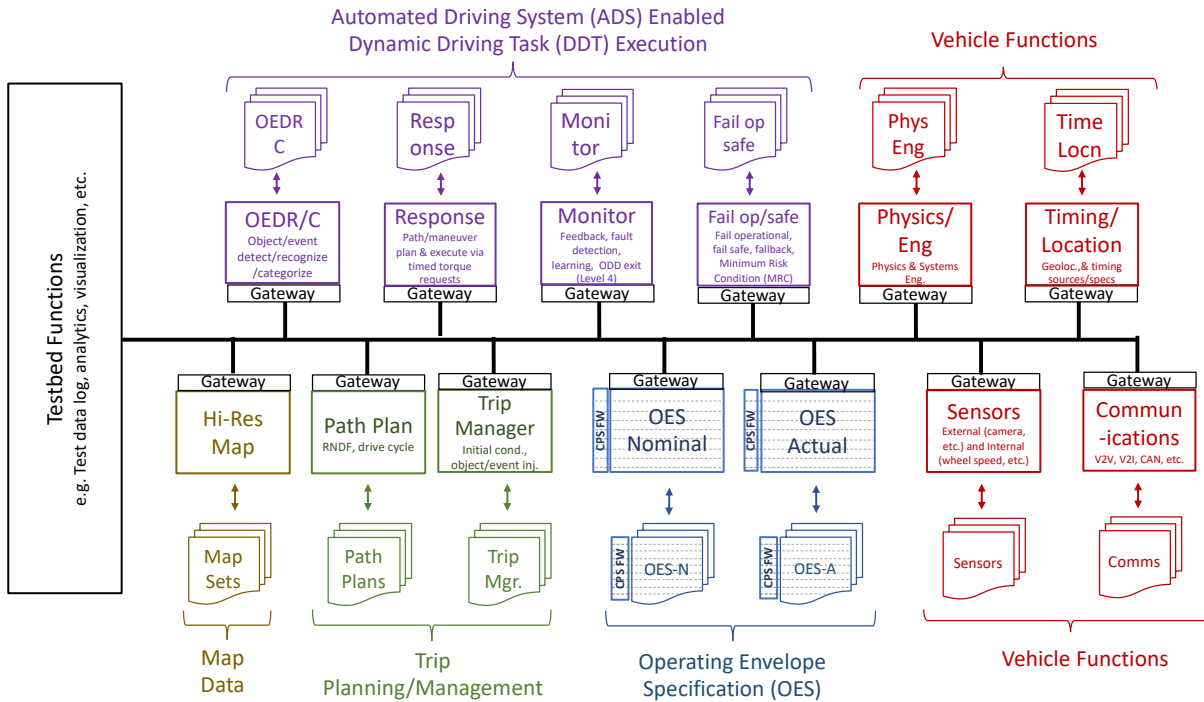 Automated Driving System (ADS) Enabled
Dynamic Driving Task (DDT) Execution
Vehicle Functions
Testbed Functions
e.g. Test data log, analytics, visualization, etc.
OEDR
C
Resp
onse
Moni
tor
Fail op
safe
Phys
Eng
Time
Locn
OEDR/C
Object/event
detect/recognize
/categorize
Gateway
Response
Path/maneuver
plan & execute via
timed torque
requests
Gateway
Monitor
Feedback, fault
detection,
learning, ODD exit
(Level 4)
Gateway
Fail op/safe
Fail operational,
fail safe, fallback,
Minimum Risk
Condition (MRC)
Gateway
Physics/
Eng
Physics & Systems
Eng.
Gateway
Timing/
Location
Geoloc.,& timing
sources/specs
Gateway
Gateway
Hi-Res
Map
Gateway
Path Plan
RNDF, drive cycle
Gateway
Trip
Manager
Initial cond.,
object/event inj.
Gateway
CPS FW
OES
Nominal
Gateway
CPS FW
OES
Actual
Gateway
Sensors
External (camera,
etc.) and Internal
(wheel speed, etc.)
Gateway
Commun
-ications
V2V, V2I, CAN, etc.
Map
Sets
Path
Plans
Trip
Mgr.
CPS FW
OES-N
CPS FW
OES-A
Sensors
Comms
Map
Data
Trip
Planning/Management
Operating Envelope
Specification (OES)
Vehicle Functions